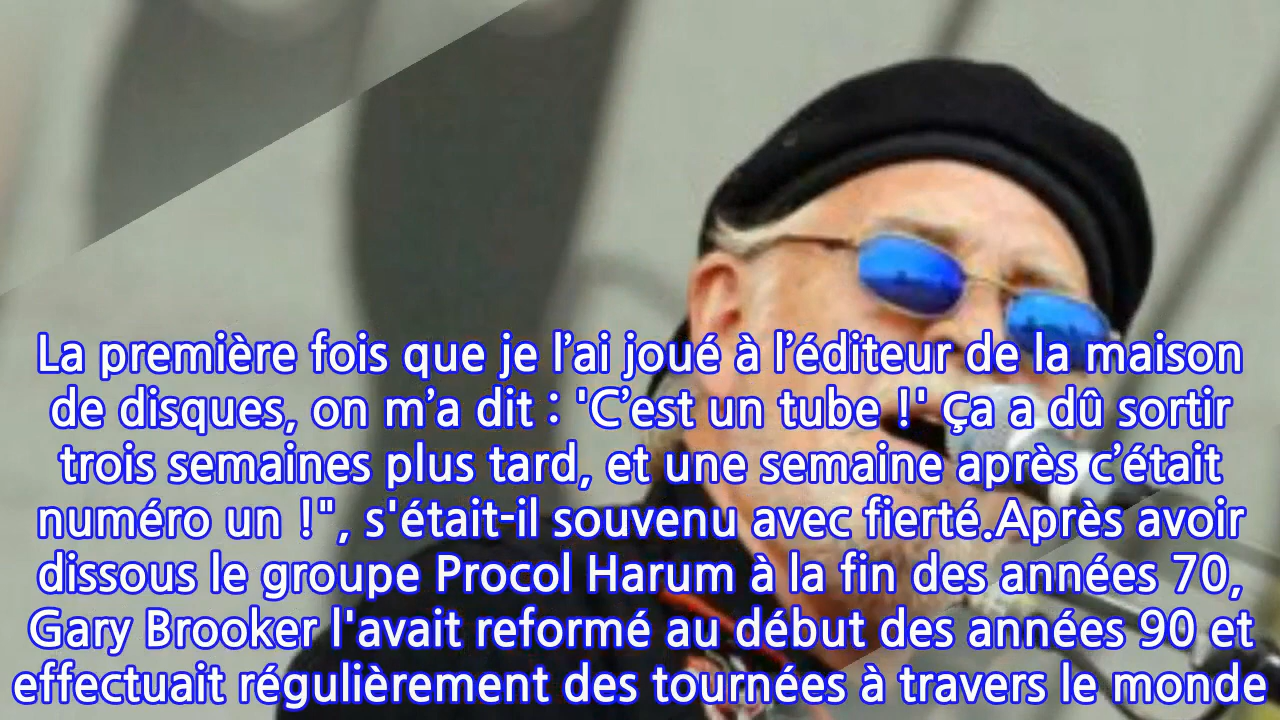 La première fois que je l’ai joué à l’éditeur de la maison
de disques, on m’a dit : 'C’est un tube !' Ça a dû sortir
trois semaines plus tard, et une semaine après c’était
numéro un !", s'était-il souvenu avec fierté.Après avoir
dissous le groupe Procol Harum à la fin des années 70,
Gary Brooker l'avait reformé au début des années 90 et
effectuait régulièrement des tournées à travers le monde